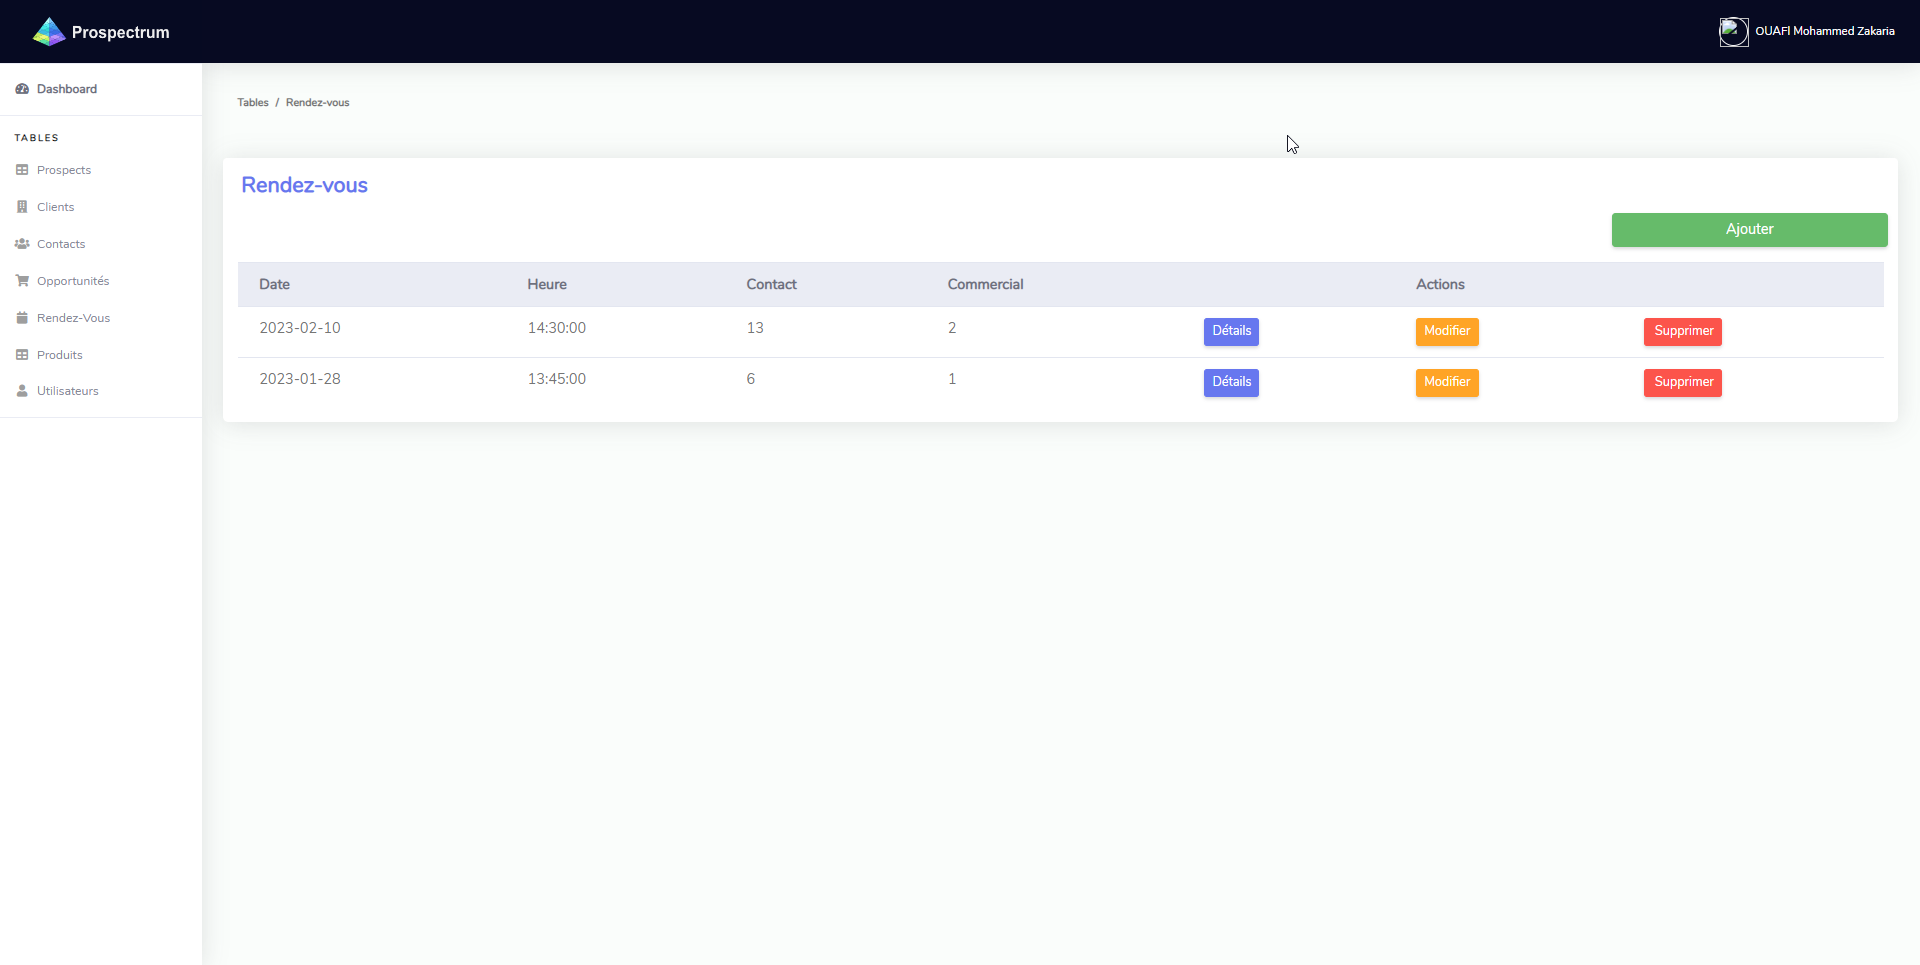 Prospectrum
OUAFI Mohammed Zakaria
Dashboard
TABLES
Prospects
Clients
Contacts
Opportunités
Rendez-Vous
Produits
Utilisateurs
Tables / Rendez-vous
Rendez-vous
Ajouter
Date Heure Contact Commercial Actions
2023-02-10 14:30:00 13 2 Détails Modifier Supprimer
2023-01-28 13:45:00 6 1 Détails Modifier Supprimer